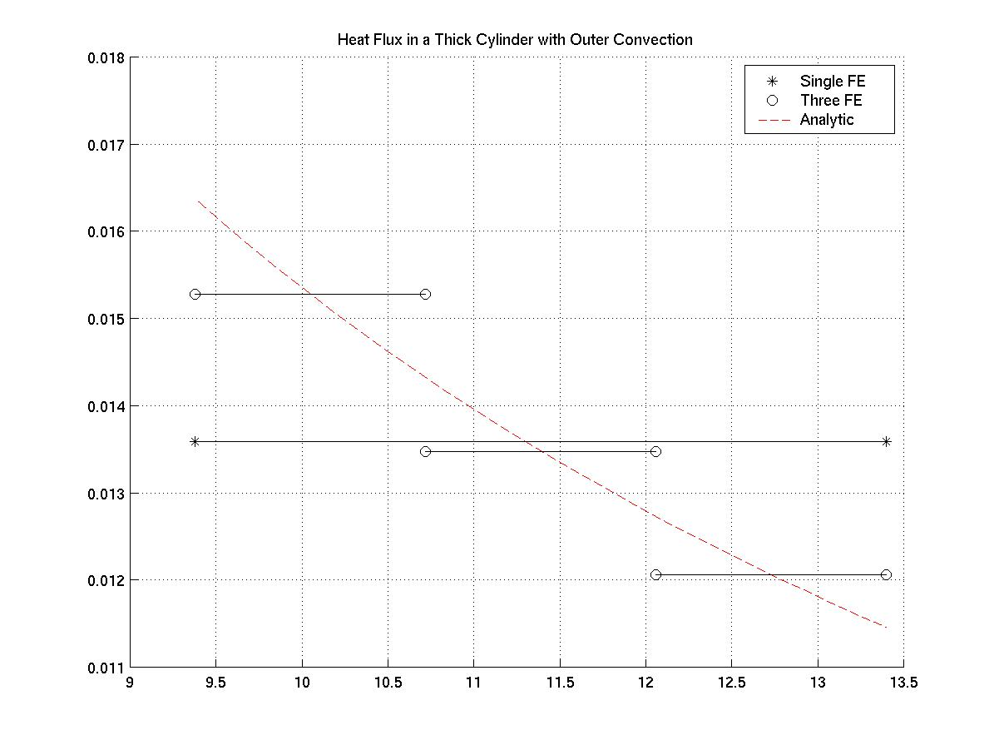 Heat Flux in a Thick Cylinder with Outer Convection
0.018
Single FE
Three FE
Analytic
0.017
0.016
0.015
0.014
0.013
0.012
0.011
9 9.5 10 10.5 11 11.5 12 12.5 13 13.5